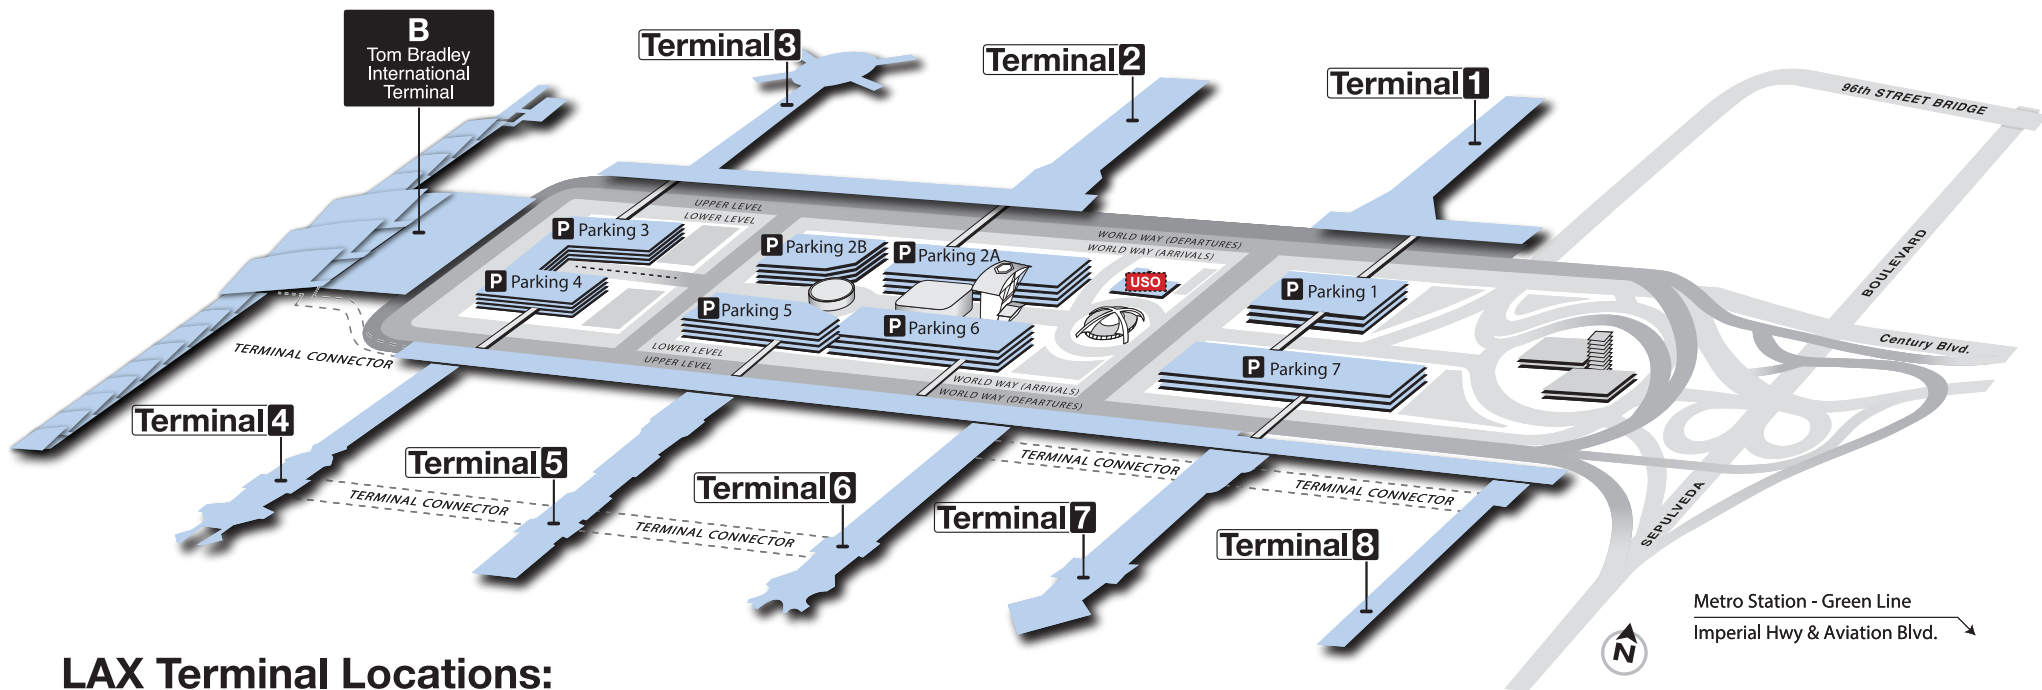 B
Tom Bradley
International
Terminal
Terminal 3
Terminal 2
Terminal 1
96th STREET BRIDGE
UPPER LEVEL
LOWER LEVEL
P Parking 3
P Parking 2B
P Parking 2A
WORLD WAY (DEPARTURES)
WORLD WAY (ARRIVALS)
USO
BOULEVARD
P Parking 4
P Parking 5
P Parking 6
P Parking 1
P Parking 7
Century Blvd.
TERMINAL CONNECTOR
LOWER LEVEL
UPPER LEVEL
WORLD WAY (ARRIVALS)
WORLD WAY (DEPARTURES)
Terminal 4
Terminal 5
Terminal 6
Terminal 7
Terminal 8
TERMINAL CONNECTOR
TERMINAL CONNECTOR
TERMINAL CONNECTOR
TERMINAL CONNECTOR
SEPULVEDA
Metro Station - Green Line
Imperial Hwy & Aviation Blvd.
N
LAX Terminal Locations: